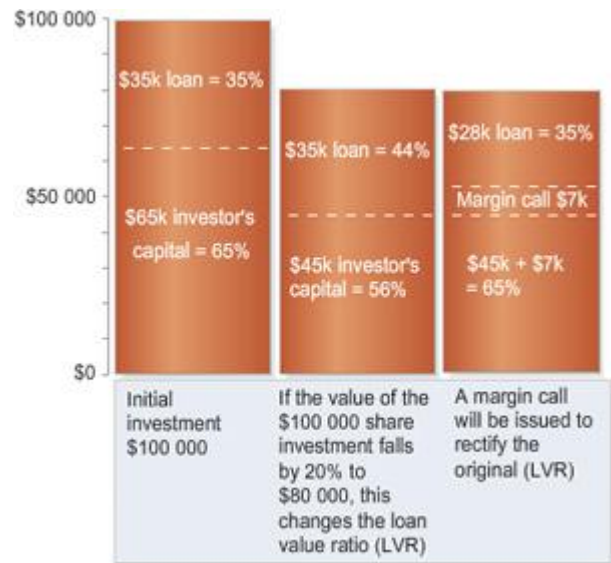 $100 000
$35k loan = 35%
$65k investor's
capital = 65%
$35k loan = 44%
$45k investor's
capital = 56%
$28k loan = 35%
Margin call $7k
$45k + $7k
= 65%
$50 000
$0
Initial
investment
$100 000
If the value of the
$100 000 share
investment falls
by 20% to
$80 000, this
changes the loan
value ratio (LVR)
A margin call
will be issued to
rectify the
original (LVR)